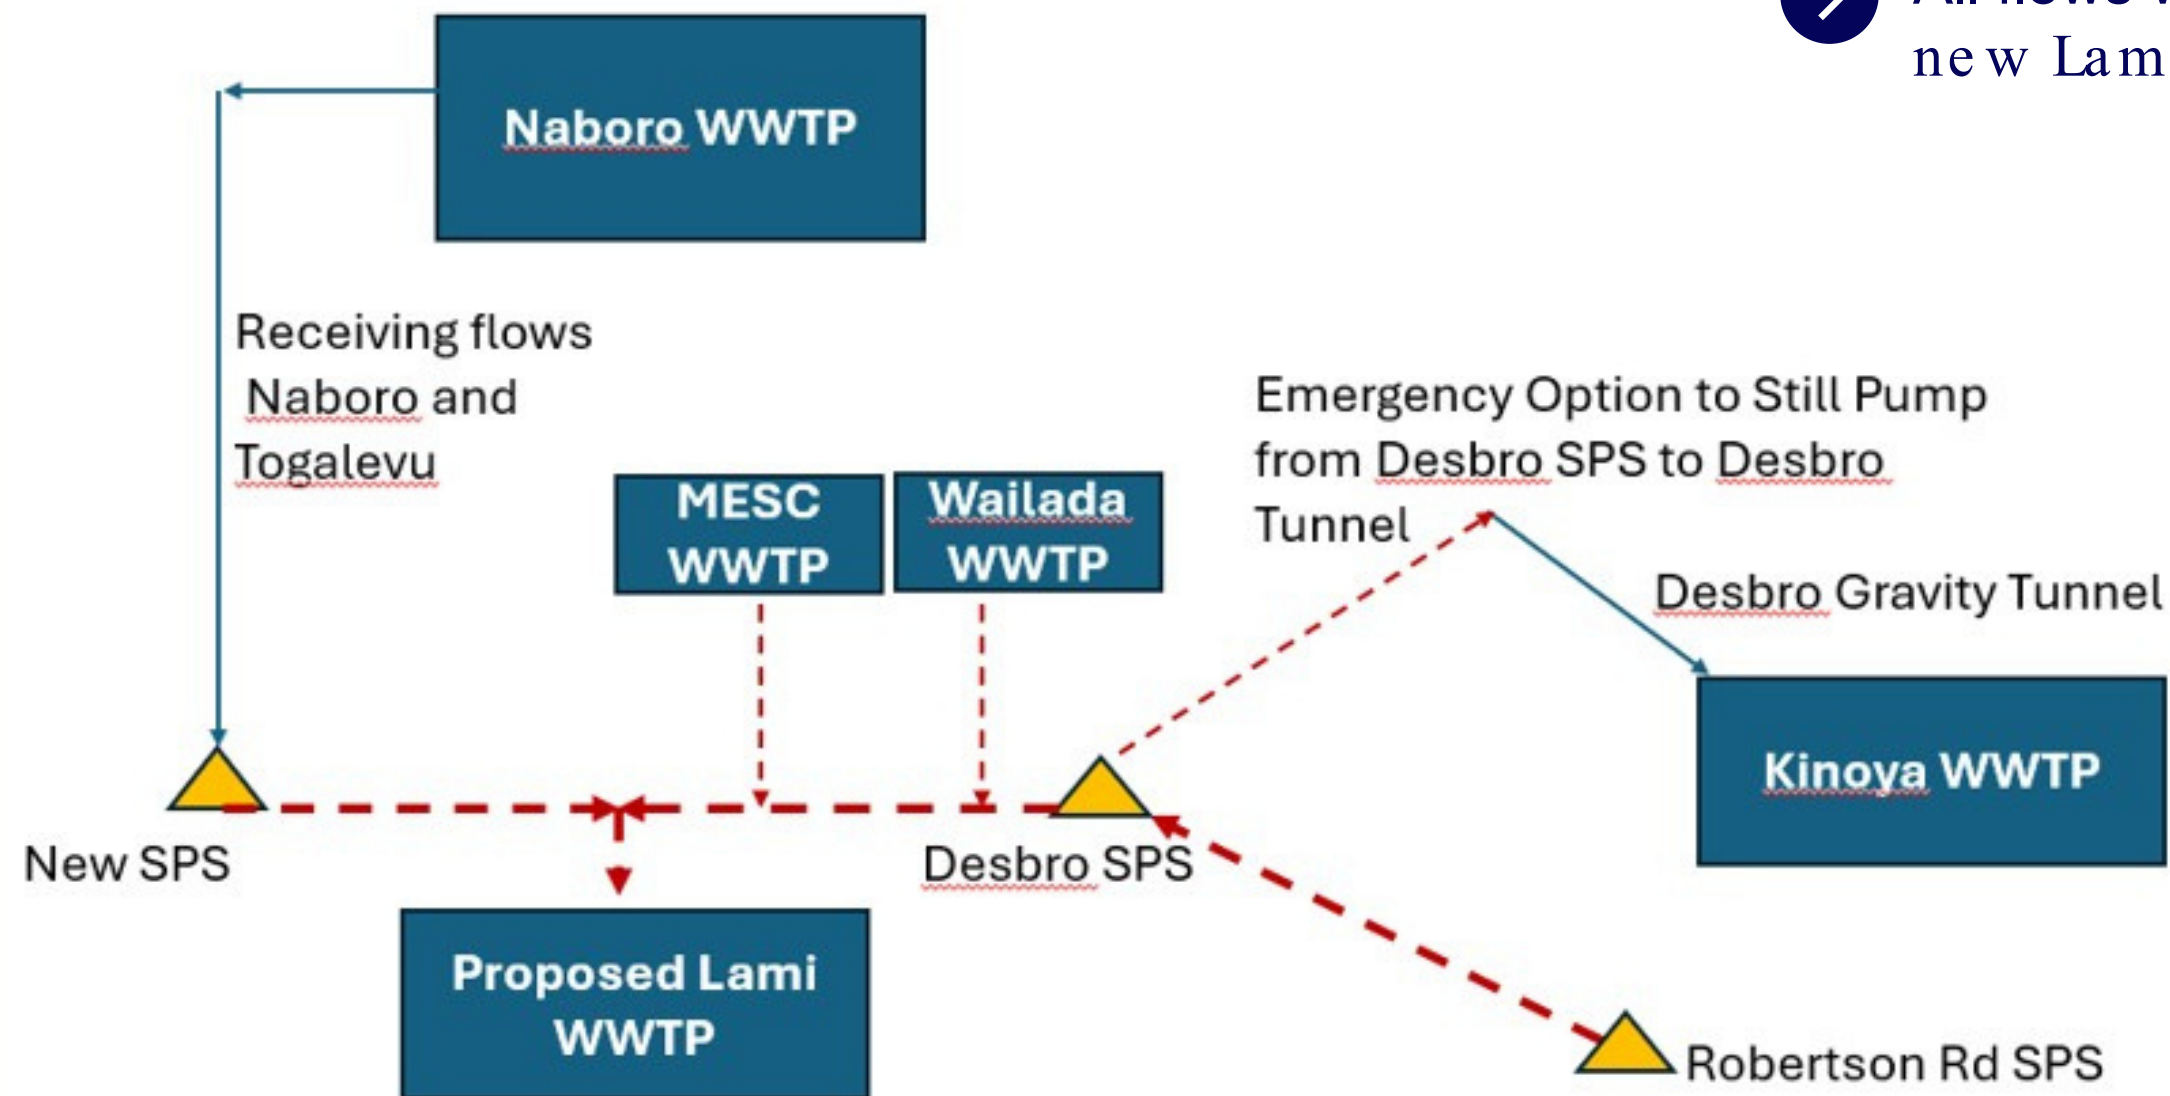 new Lam
Naboro WWTP
Receiving flows
Naboro and
Togalevu
Emergency Option to Still Pump
from Desbro SPS to Desbro
Tunnel
MESC
WWTP
Wailada
WWTP
Desbro Gravity Tunnel
Kinoya WWTP
New SPS
Desbro SPS
Proposed Lami
WWTP
Robertson Rd SPS